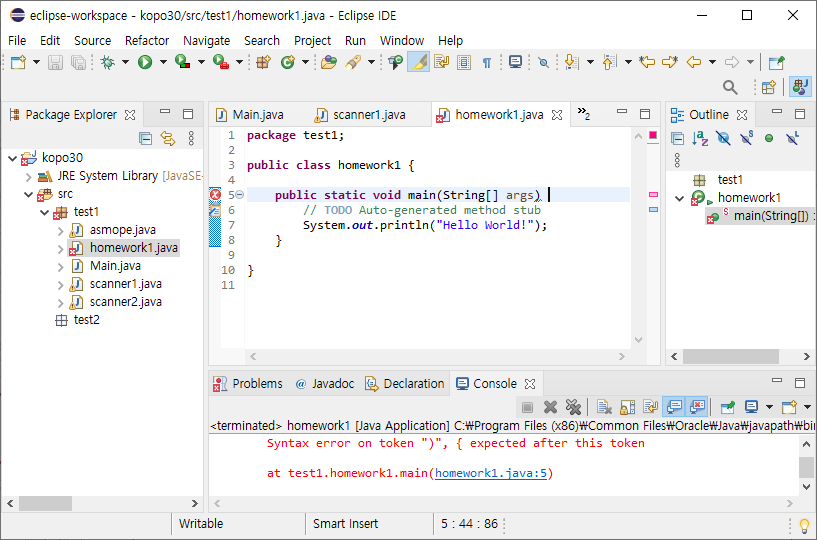 eclipse-workspace - kopo30/src/test1/homework1.java - Eclipse IDE
File Edit Source Refactor Navigate Search Project Run Window Help
Package Explorer
kopo30
JRE System Library [JavaSE-
src
test1
asmope.java
homework1.java
Main.java
scanner1.java
scanner2.java
test2
Main.java scanner1.java homework1.java »2
1 package test1;
2
3 public class homework1 {
4
5 public static void main(String[] args)
6 // TODO Auto-generated method stub
7 System.out.println("Hello World!");
8 }
9
10 }
11
Outline
test1
homework1
main(String[]) :
Problems @ Javadoc Declaration Console
<terminated> homework1 [Java Application] C:₩Program Files (x86)₩Common Files₩Oracle₩Java₩javapath₩bin
Syntax error on token ")", { expected after this token
at test1.homework1.main(homework1.java:5)
Writable Smart Insert 5 : 44 : 86